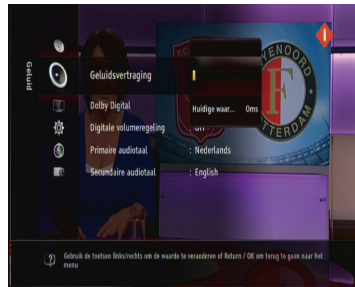 Geluid
Geluidsvertraging
Dolby Digital
Huidige waar... 0ms
Digitale volumeregeling : Off
Primaire audiotaal : Nederlands
Secundaire audiotaal : English
FEYENOORD
F
ROTTERDAM
Gebruik de toetsen links/rechts om de waarde te veranderen of Return / OK om terug te gaan naar het
menu